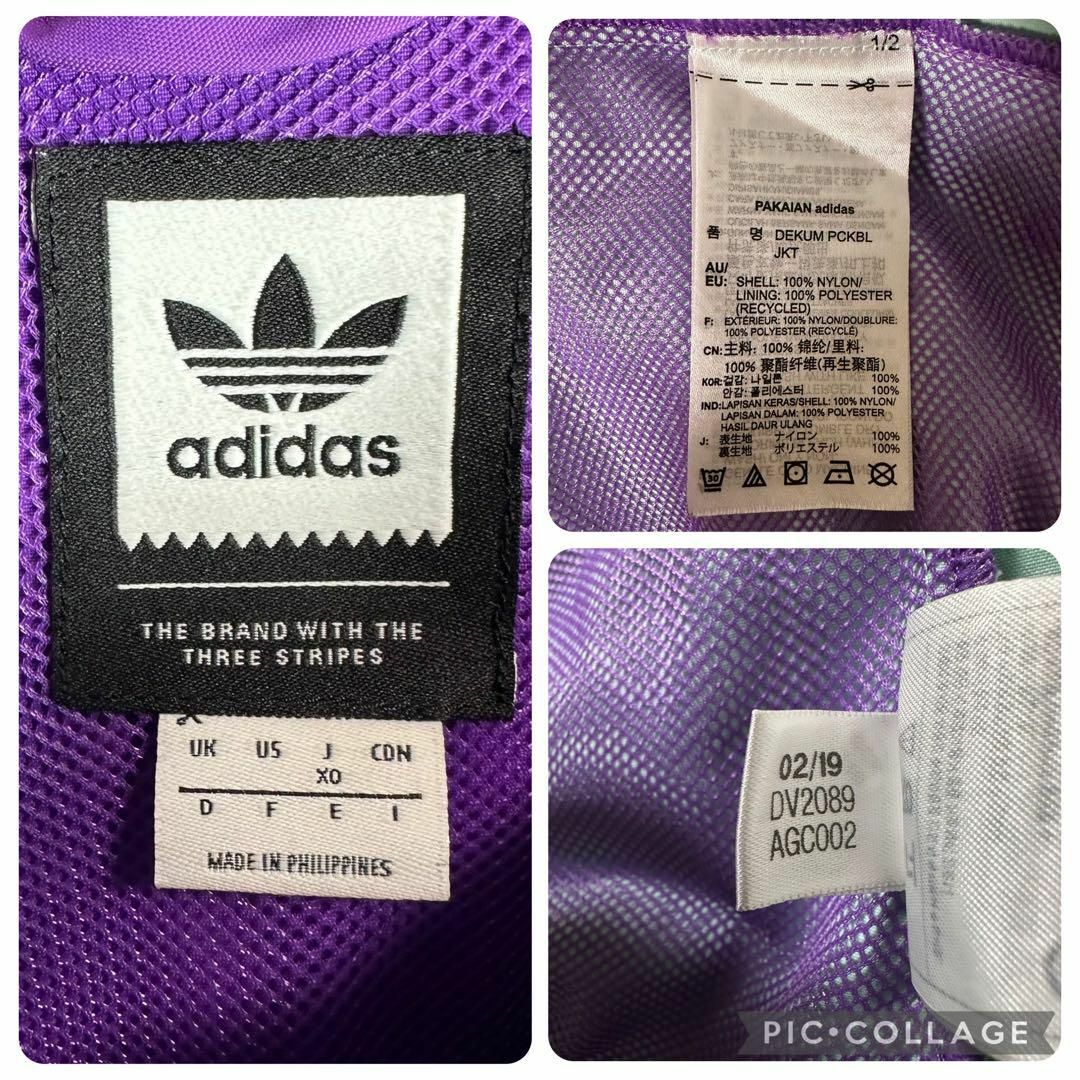 adidas
THE BRAND WITH THE
THREE STRIPES
UK US J CDN
XO
D F E I
MADE IN PHILIPPINES
1/2
PAKAIAN adidas
품 명 DEKUM PCKBL
JKT
AU/
EU: SHELL: 100% NYLON/
LINING: 100% POLYESTER
(RECYCLED)
F: EXTÉRIEUR: 100% NYLON/DOUBLURE:
100% POLYESTER (RECYCLÉ)
CN: 主料: 100% 锦纶/里料:
100% 聚酯纤维(再生聚酯)
KOR: 겉감: 나일론 100%
안감: 폴리에스터 100%
IND: LAPISAN KERAS/SHELL: 100% NYLON/
LAPISAN DALAM: 100% POLYESTER
HASIL DAUR ULANG
J: 表生地 ナイロン 100%
裏生地 ポリエステル 100%
30
02/19
DV2089
AGC002
PIC•COLLAGE